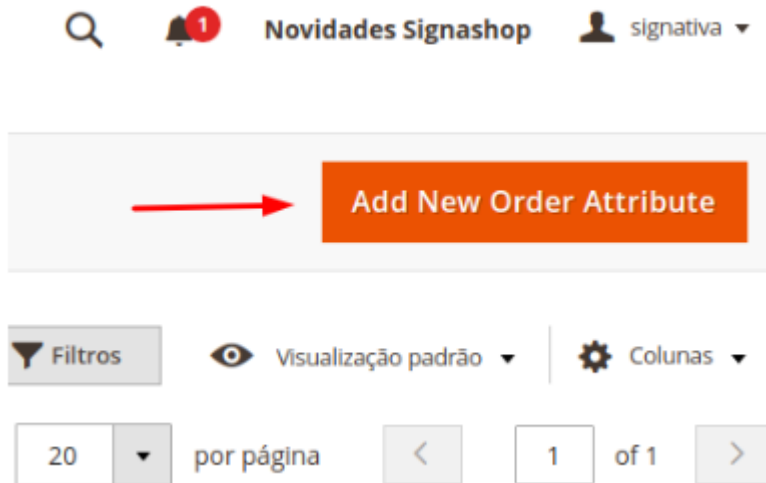 1
Novidades Signashop signativa
Add New Order Attribute
Filtros Visualização padrão Colunas
20 por página 1 of 1